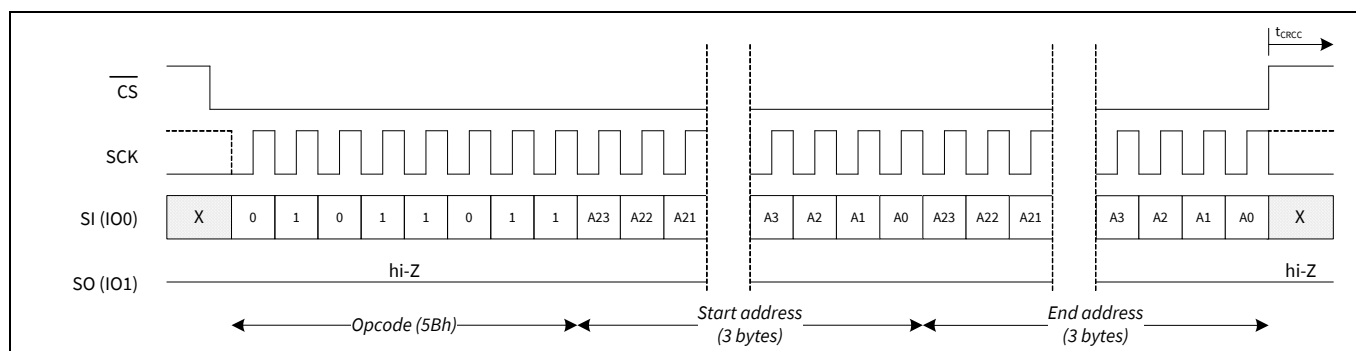 tCRCC
CS
SCK
SI (IO0) X 0 1 0 1 1 0 1 1 A23 A22 A21 A3 A2 A1 A0 A23 A22 A21 A3 A2 A1 A0 X
hi-Z hi-Z
SO (IO1)
Opcode (5Bh) Start address End address
(3 bytes) (3 bytes)